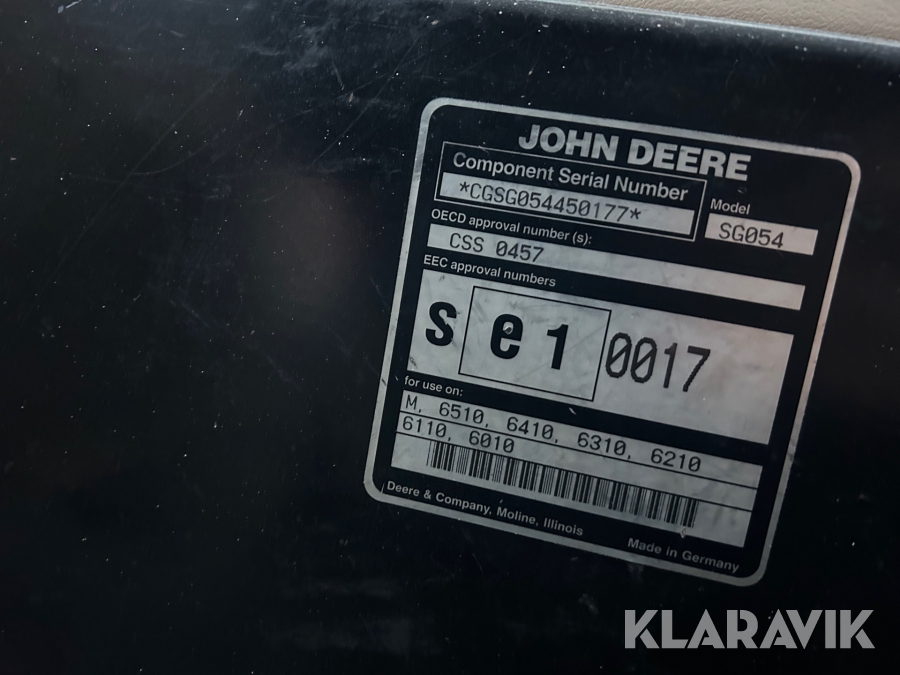 JOHN DEERE
Component Serial Number
*CGSG054450177*
Model
SG054
OECD approval number (s):
CSS 0457
EEC approval numbers
s e 1 0017
for use on:
M, 6510, 6410, 6310, 6210
6110, 6010
Deere & Company, Moline, Illinois
Made in Germany
KLARAVIK